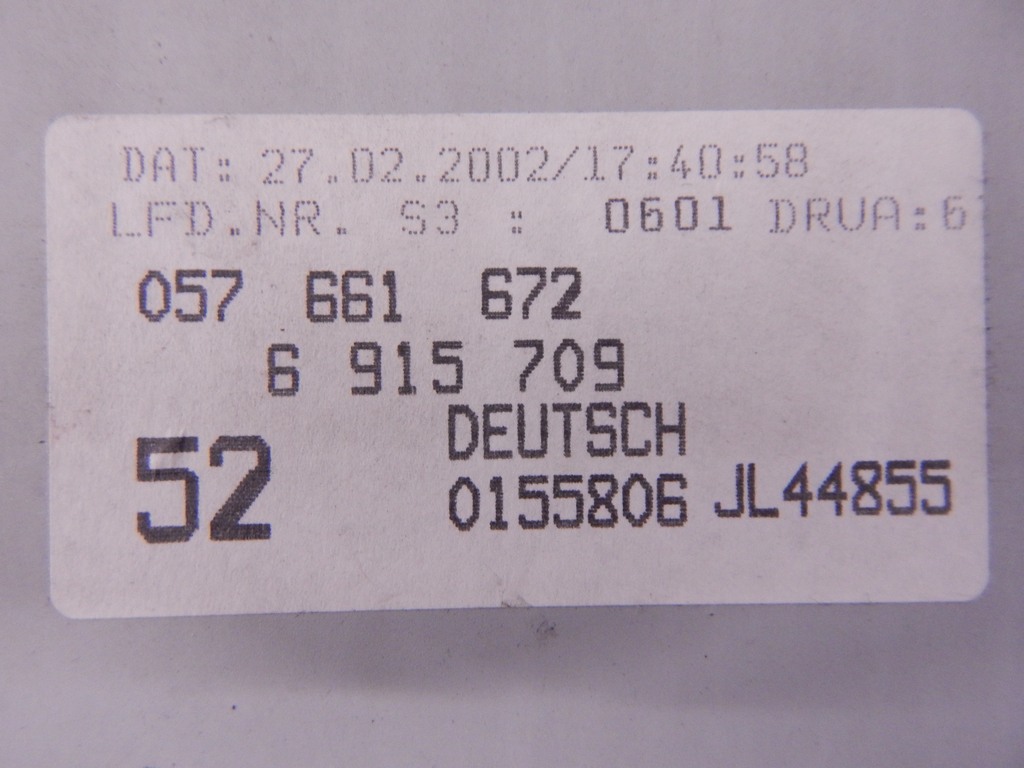 DAT: 27.02.2002/17:40:58
LFD.NR. S3 : 0601 DRVA:6
057 661 672
6 915 709
DEUTSCH
52 0155806 JL44855